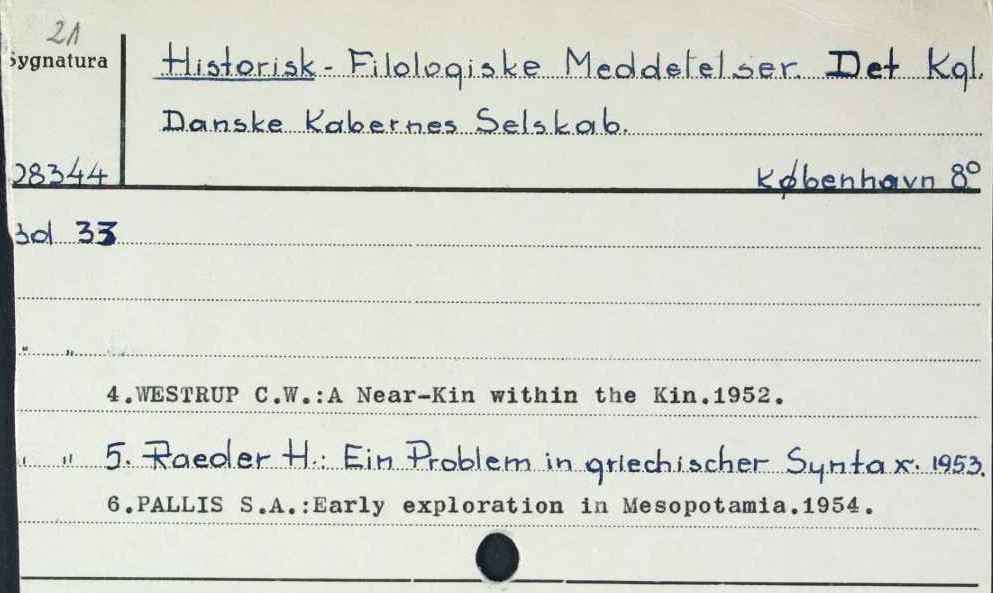 21
Sygnatura
Historisk - Filologiske Meddetelser. Det Kgl.
Danske Kabernes Selskab.
28344
København 8°
Bd 33
" "
4.WESTRUP C.W.:A Near-Kin within the Kin.1952.
" " 5. Raeder H.: Ein Problem in griechischer Syntax. 1953.
6.PALLIS S.A.:Early exploration in Mesopotamia.1954.